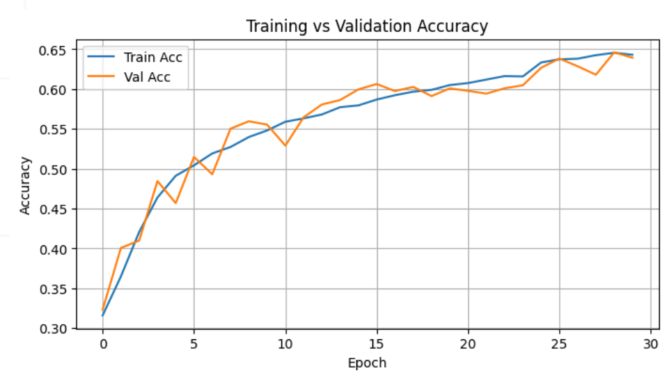 Training vs Validation Accuracy
Train Acc
Val Acc
0.65
0.60
0.55
0.50
0.45
0.40
0.35
0.30
Accuracy
0 5 10 15 20 25 30
Epoch